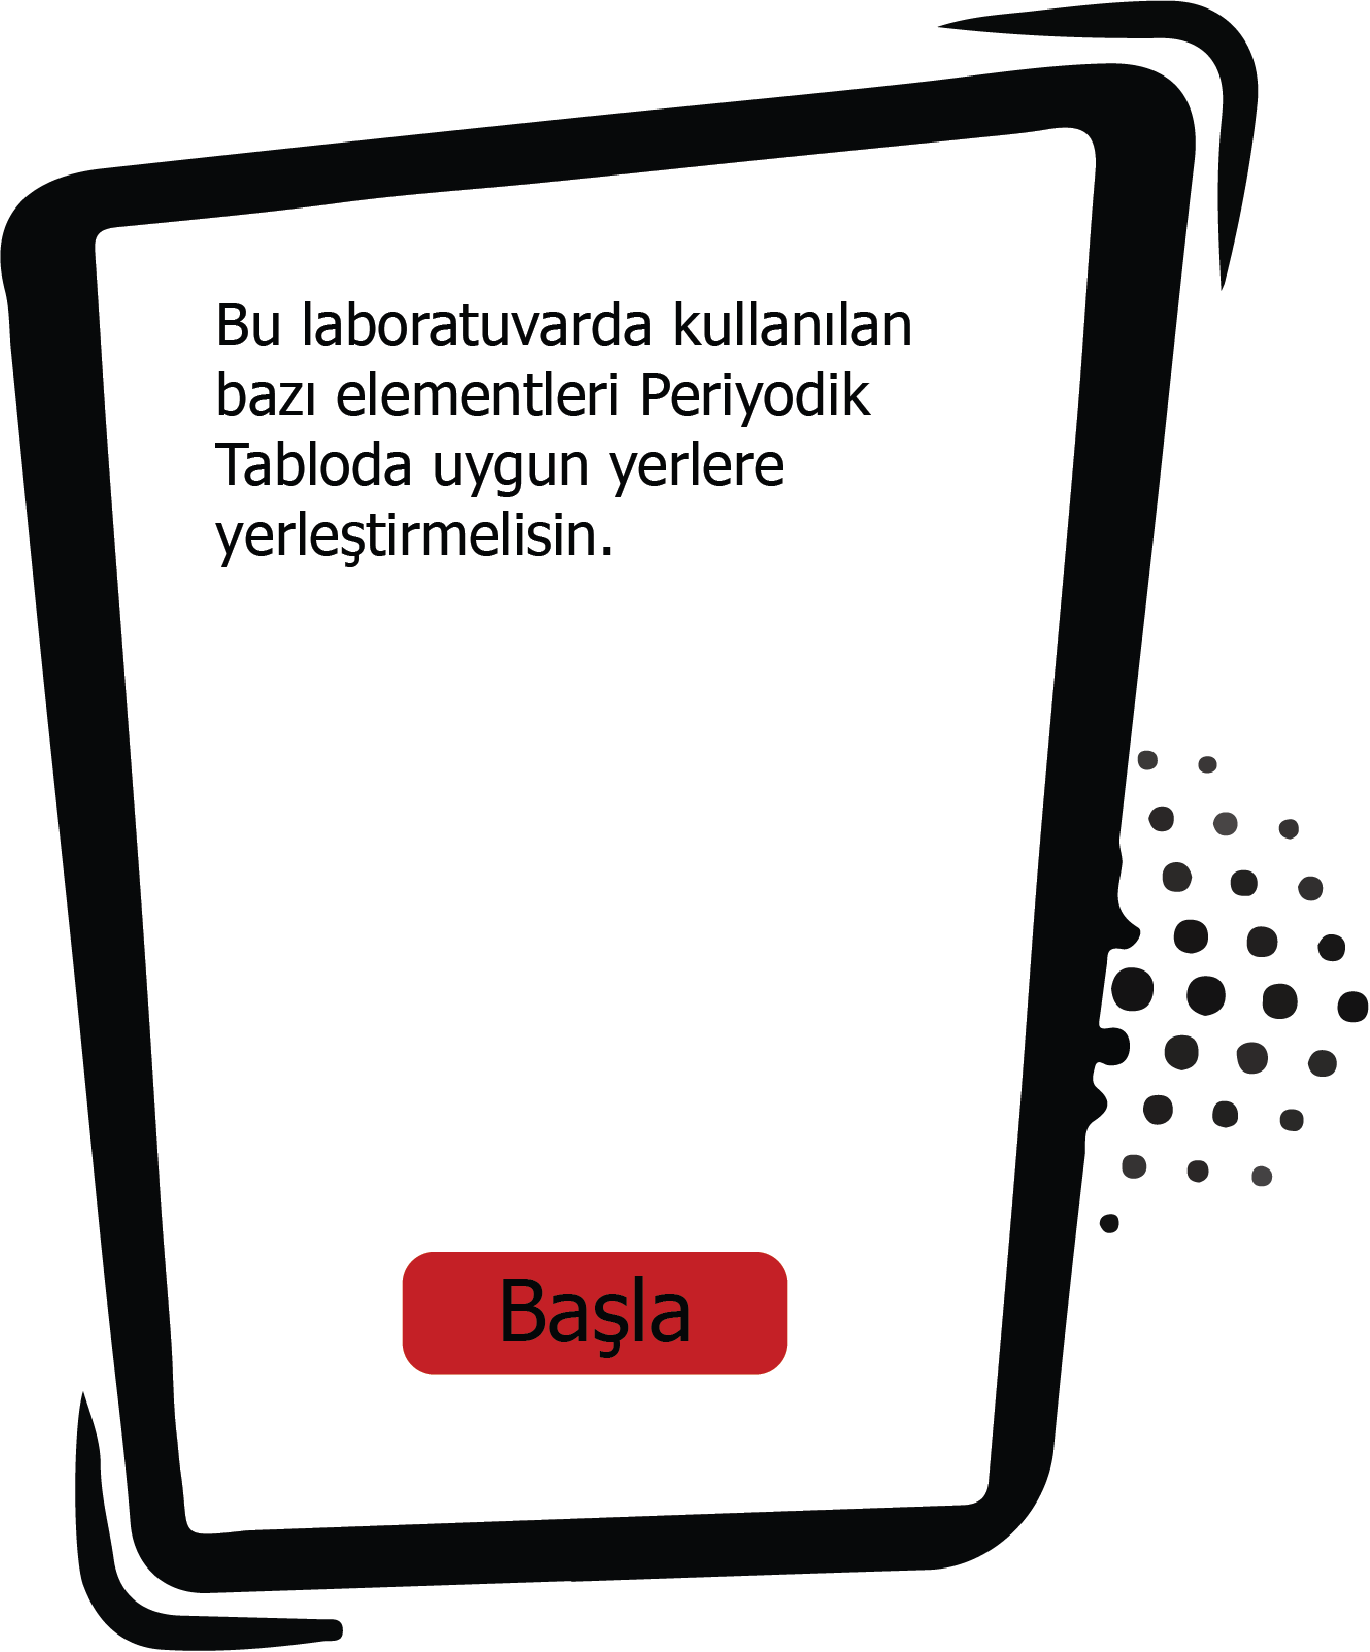 Bu laboratuvarda kullanılan
bazı elementleri Periyodik
Tabloda uygun yerlere
yerleştirmelisin.
Başla